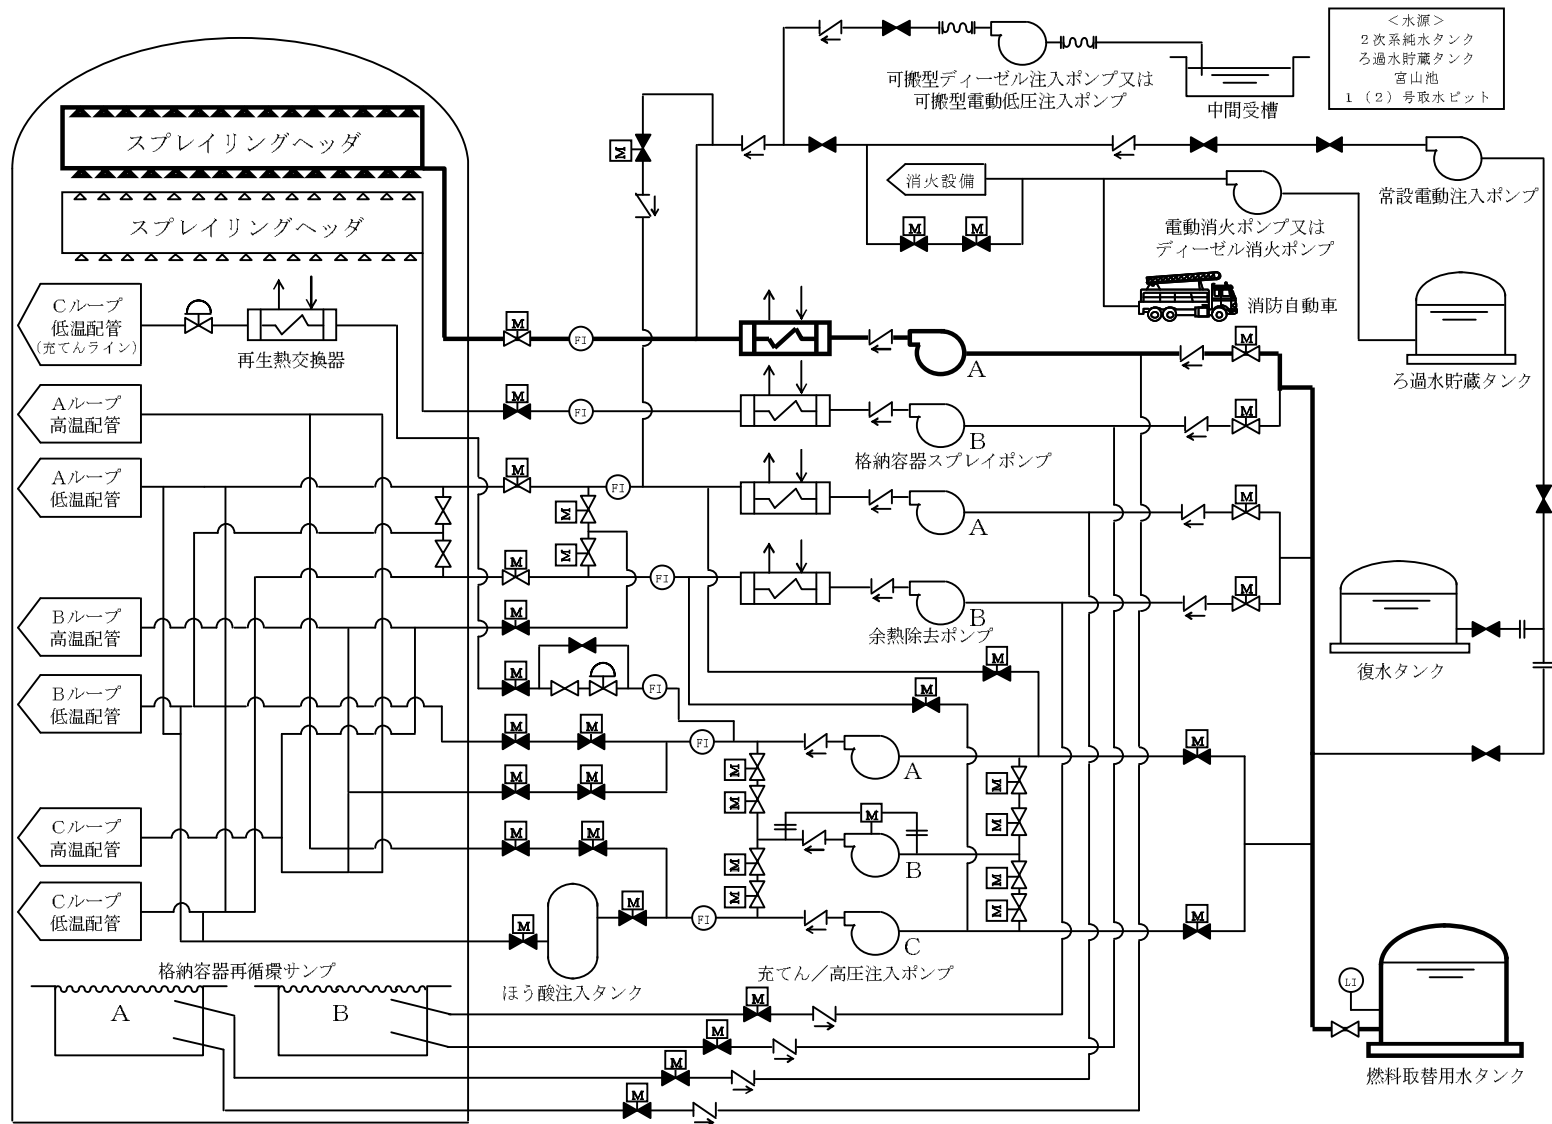 ＜水源＞
２次系純水タンク
ろ過水貯蔵タンク
宮山池
１（２）号取水ピット
可搬型ディーゼル注入ポンプ又は
可搬型電動低圧注入ポンプ
中間受槽
スプレイリングヘッダ
M
消火設備
常設電動注入ポンプ
スプレイリングヘッダ
M
M
電動消火ポンプ又は
ディーゼル消火ポンプ
Cループ
低温配管
(充てんライン)
再生熱交換器
消防自動車
M
FI
A
M
ろ過水貯蔵タンク
Aループ
高温配管
M
FI
B
M
格納容器スプレイポンプ
Aループ
低温配管
M
FI
M
A
M
M
M
FI
M
Bループ
高温配管
M
B
余熱除去ポンプ
M
復水タンク
Bループ
低温配管
M
FI
M
M
M
FI
M
A
M
M
M
M
M
M
M
Cループ
高温配管
M
M
M
B
M
M
Cループ
低温配管
M
M
M
FI
M
C
M
格納容器再循環サンプ
充てん／高圧注入ポンプ
ほう酸注入タンク
LI
A
B
M
M
M
M
燃料取替用水タンク